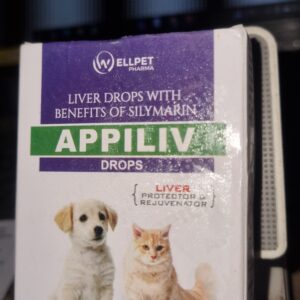 WELLPET
PHARMA
LIVER DROPS WITH
BENEFITS OF SILYMARIN
APPILIV
DROPS
LIVER
PROTECTOR &
REJUVENATOR